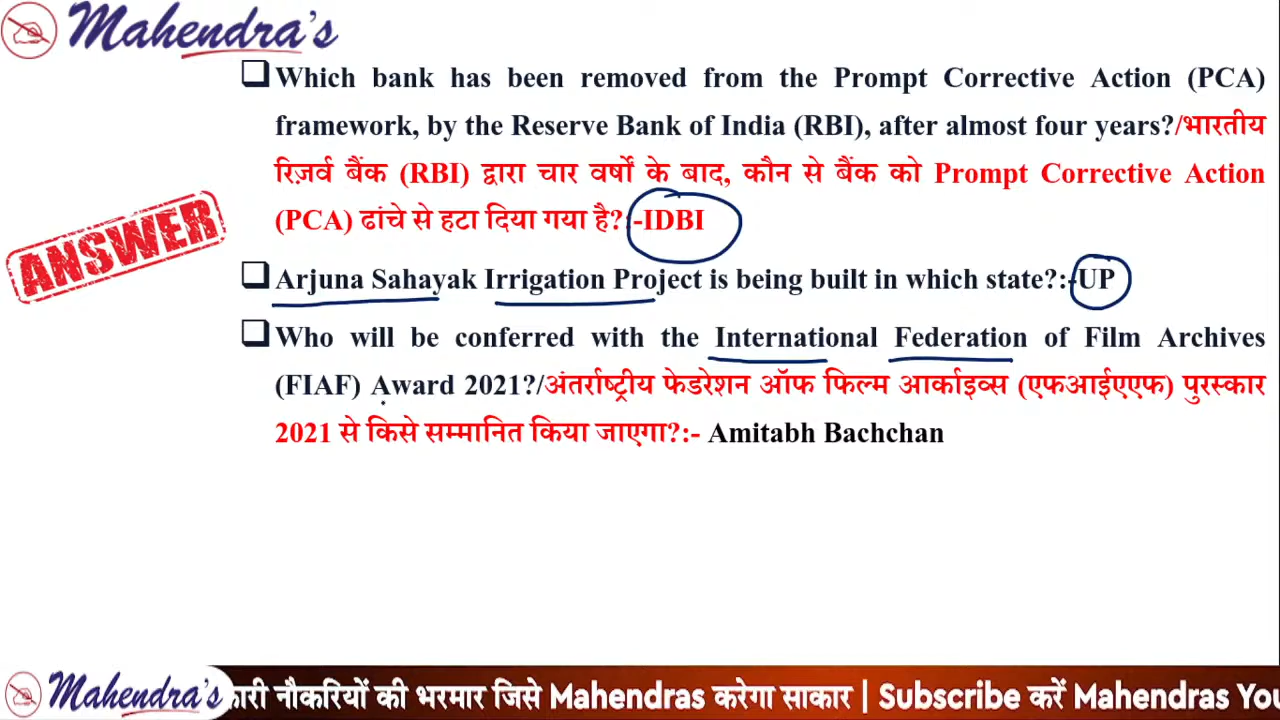 Mahendra's
❑ Which bank has been removed from the Prompt Corrective Action (PCA)
framework, by the Reserve Bank of India (RBI), after almost four years?/भारतीय
रिज़र्व बैंक (RBI) द्वारा चार वर्षों के बाद, कौन से बैंक को Prompt Corrective Action
(PCA) ढांचे से हटा दिया गया है?:-IDBI
ANSWER
❑ Arjuna Sahayak Irrigation Project is being built in which state?:-UP
❑ Who will be conferred with the International Federation of Film Archives
(FIAF) Award 2021?/अंतर्राष्ट्रीय फेडरेशन ऑफ फिल्म आर्काइव्स (एफआईएएफ) पुरस्कार
2021 से किसे सम्मानित किया जाएगा?:- Amitabh Bachchan
Mahendra's कारी नौकरियों की भरमार जिसे Mahendras करेगा साकार | Subscribe करें Mahendras You